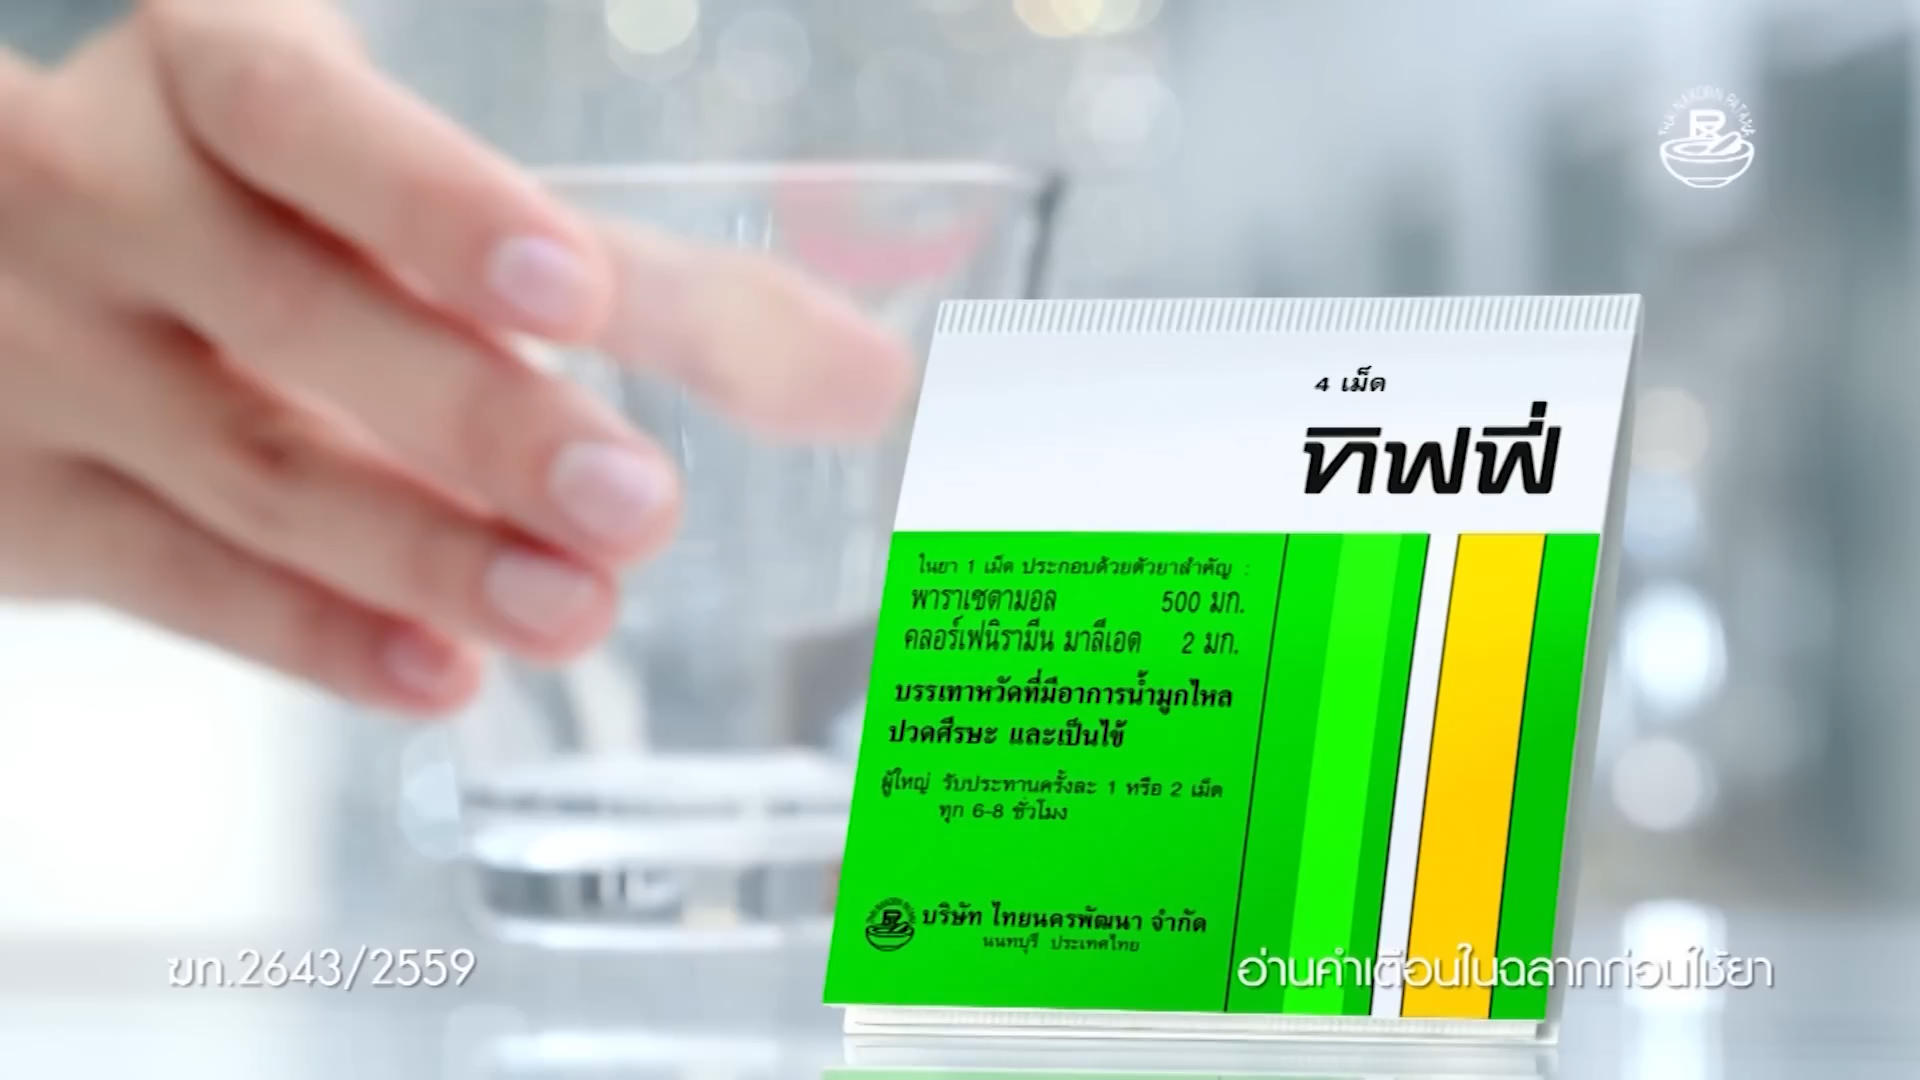 THAI NAKORN PATANA
4 เม็ด
ทิฟฟี่
ในยา 1 เม็ด ประกอบด้วยตัวยาสำคัญ :
พาราเซตามอล 500 มก.
คลอร์เฟนิรามีน มาลีเอต 2 มก.
บรรเทาหวัดที่มีอาการน้ำมูกไหล
ปวดศีรษะ และเป็นไข้
ผู้ใหญ่ รับประทานครั้งละ 1 หรือ 2 เม็ด
ทุก 6-8 ชั่วโมง
บริษัท ไทยนครพัฒนา จำกัด
นนทบุรี ประเทศไทย
ฆท.2643/2559
อ่านคำเตือนในฉลากก่อนใช้ยา